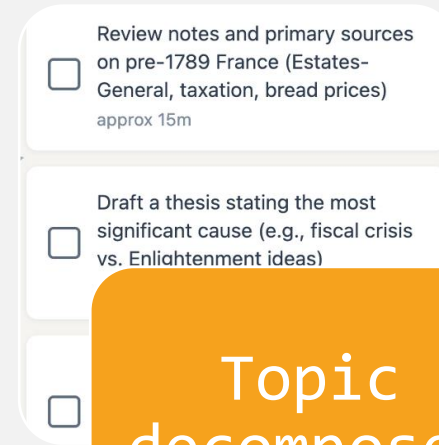 Review notes and primary sources
on pre-1789 France (Estates-
General, taxation, bread prices)
approx 15m
Draft a thesis stating the most
significant cause (e.g., fiscal crisis
vs. Enlightenment ideas)
Topic